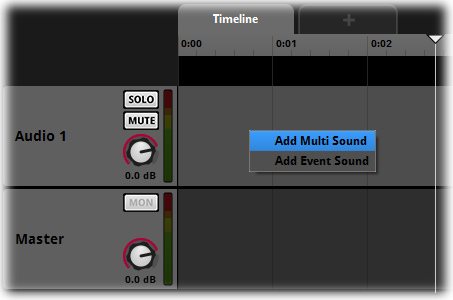 Timeline
+
0:00 0:01 0:02
SOLO
MUTE
Audio 1
0.0 dB
Add Multi Sound
Add Event Sound
MON
Master
0.0 dB